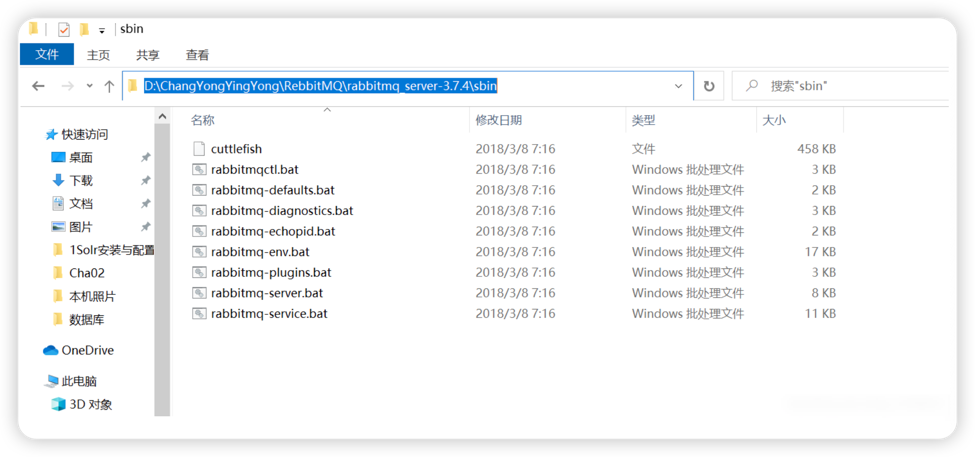 sbin
文件 主页 共享 查看
D:\ChangYongYingYong\RebbitMQ\rabbitmq_server-3.7.4\sbin 搜索"sbin"
名称 修改日期 类型 大小
快速访问
桌面
下载
文档
图片
1Solr安装与配置
Cha02
本机照片
数据库
OneDrive
此电脑
3D 对象
cuttlefish 2018/3/8 7:16 文件 458 KB
rabbitmqctl.bat 2018/3/8 7:16 Windows 批处理文件 3 KB
rabbitmq-defaults.bat 2018/3/8 7:16 Windows 批处理文件 2 KB
rabbitmq-diagnostics.bat 2018/3/8 7:16 Windows 批处理文件 3 KB
rabbitmq-echopid.bat 2018/3/8 7:16 Windows 批处理文件 2 KB
rabbitmq-env.bat 2018/3/8 7:16 Windows 批处理文件 17 KB
rabbitmq-plugins.bat 2018/3/8 7:16 Windows 批处理文件 3 KB
rabbitmq-server.bat 2018/3/8 7:16 Windows 批处理文件 8 KB
rabbitmq-service.bat 2018/3/8 7:16 Windows 批处理文件 11 KB